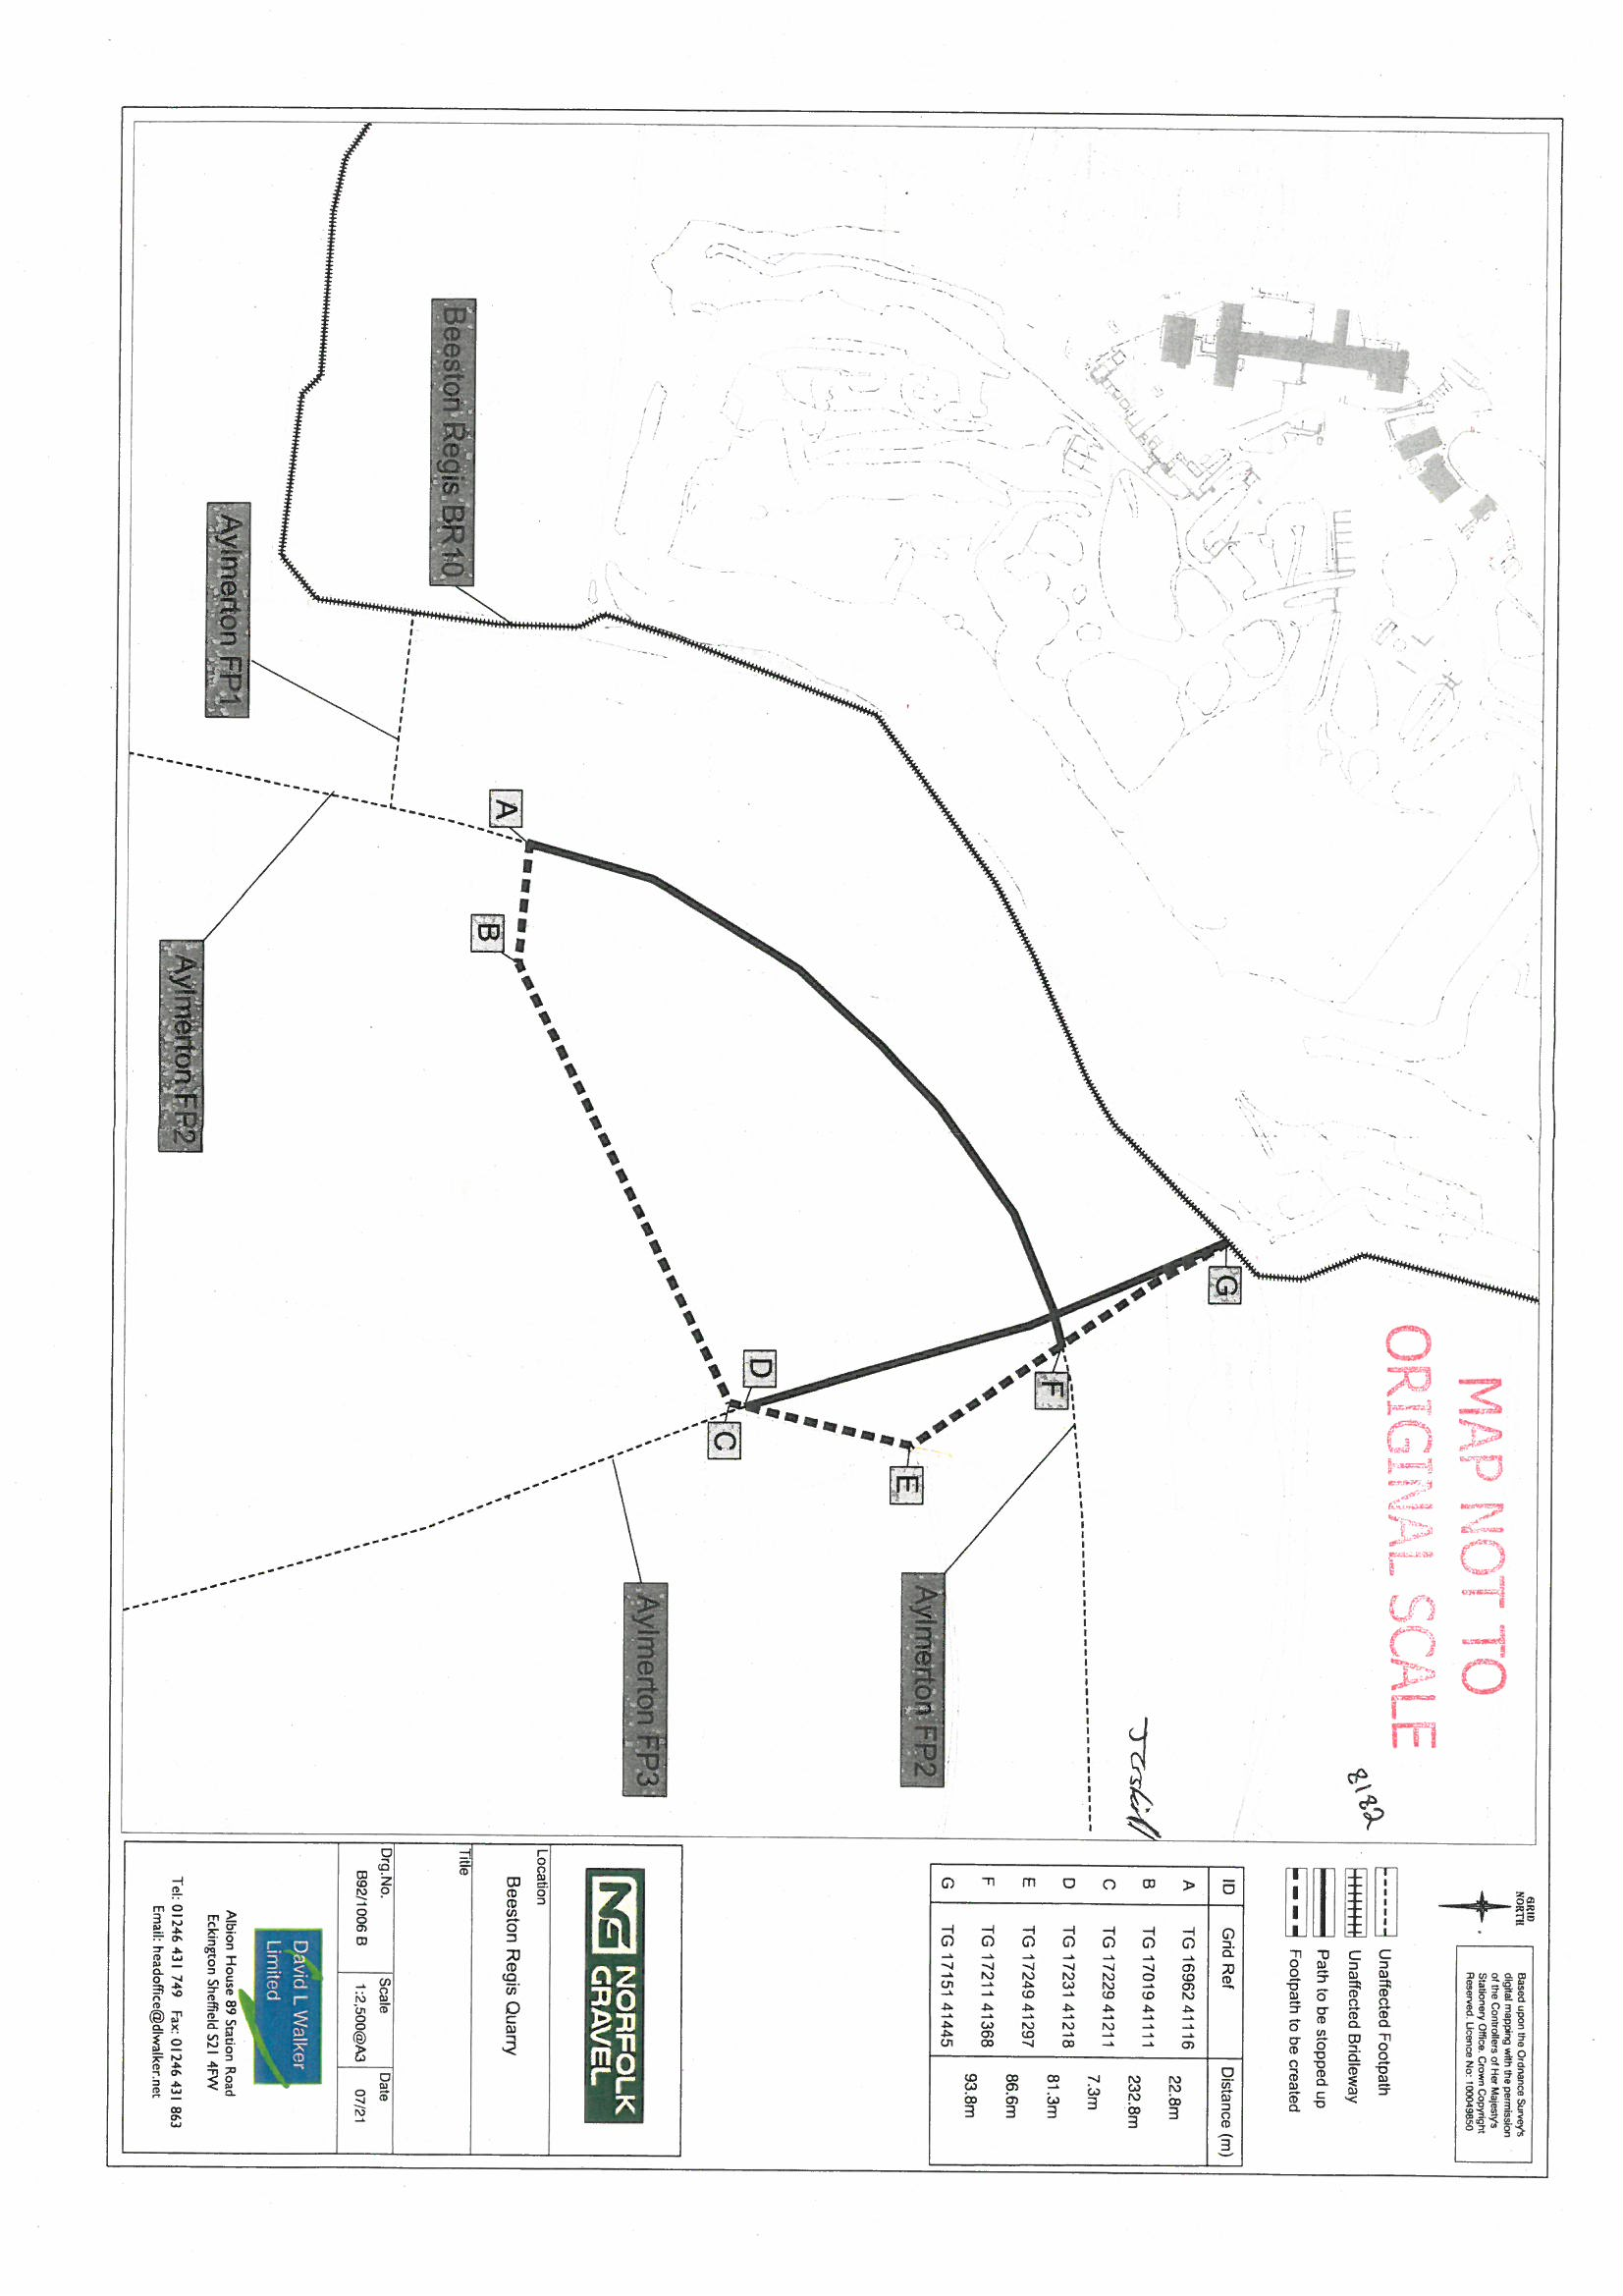 Beeston Regis BR10
Aylmerton FP1
Aylmerton FP2
A
B
C
D
E
F
G
Aylmerton FP2
Aylmerton FP3
MAP NOT TO
ORIGINAL SCALE
8182
GRID
NORTH
Based upon the Ordnance Survey's
digital mapping with the permission
of the Controllers of Her Majesty's
Stationery Office. Crown Copyright
Reserved. Licence No: 100049850
Unaffected Footpath
Unaffected Bridleway
Path to be stopped up
Footpath to be created
ID Grid Ref Distance (m)
A TG 16962 41116
22.8m
B TG 17019 41111
232.8m
C TG 17229 41211
7.3m
D TG 17231 41218
81.3m
E TG 17249 41297
86.6m
F TG 17211 41368
93.8m
G TG 17151 41445
NG NORFOLK
GRAVEL
Location
Beeston Regis Quarry
Title
Drg.No. Scale Date
B92/1006 B 1:2,500@A3 07/21
David L Walker
Limited
Albion House 89 Station Road
Eckington Sheffield S21 4FW
Tel: 01246 431 749 Fax: 01246 431 863
Email: headoffice@dlwalker.net